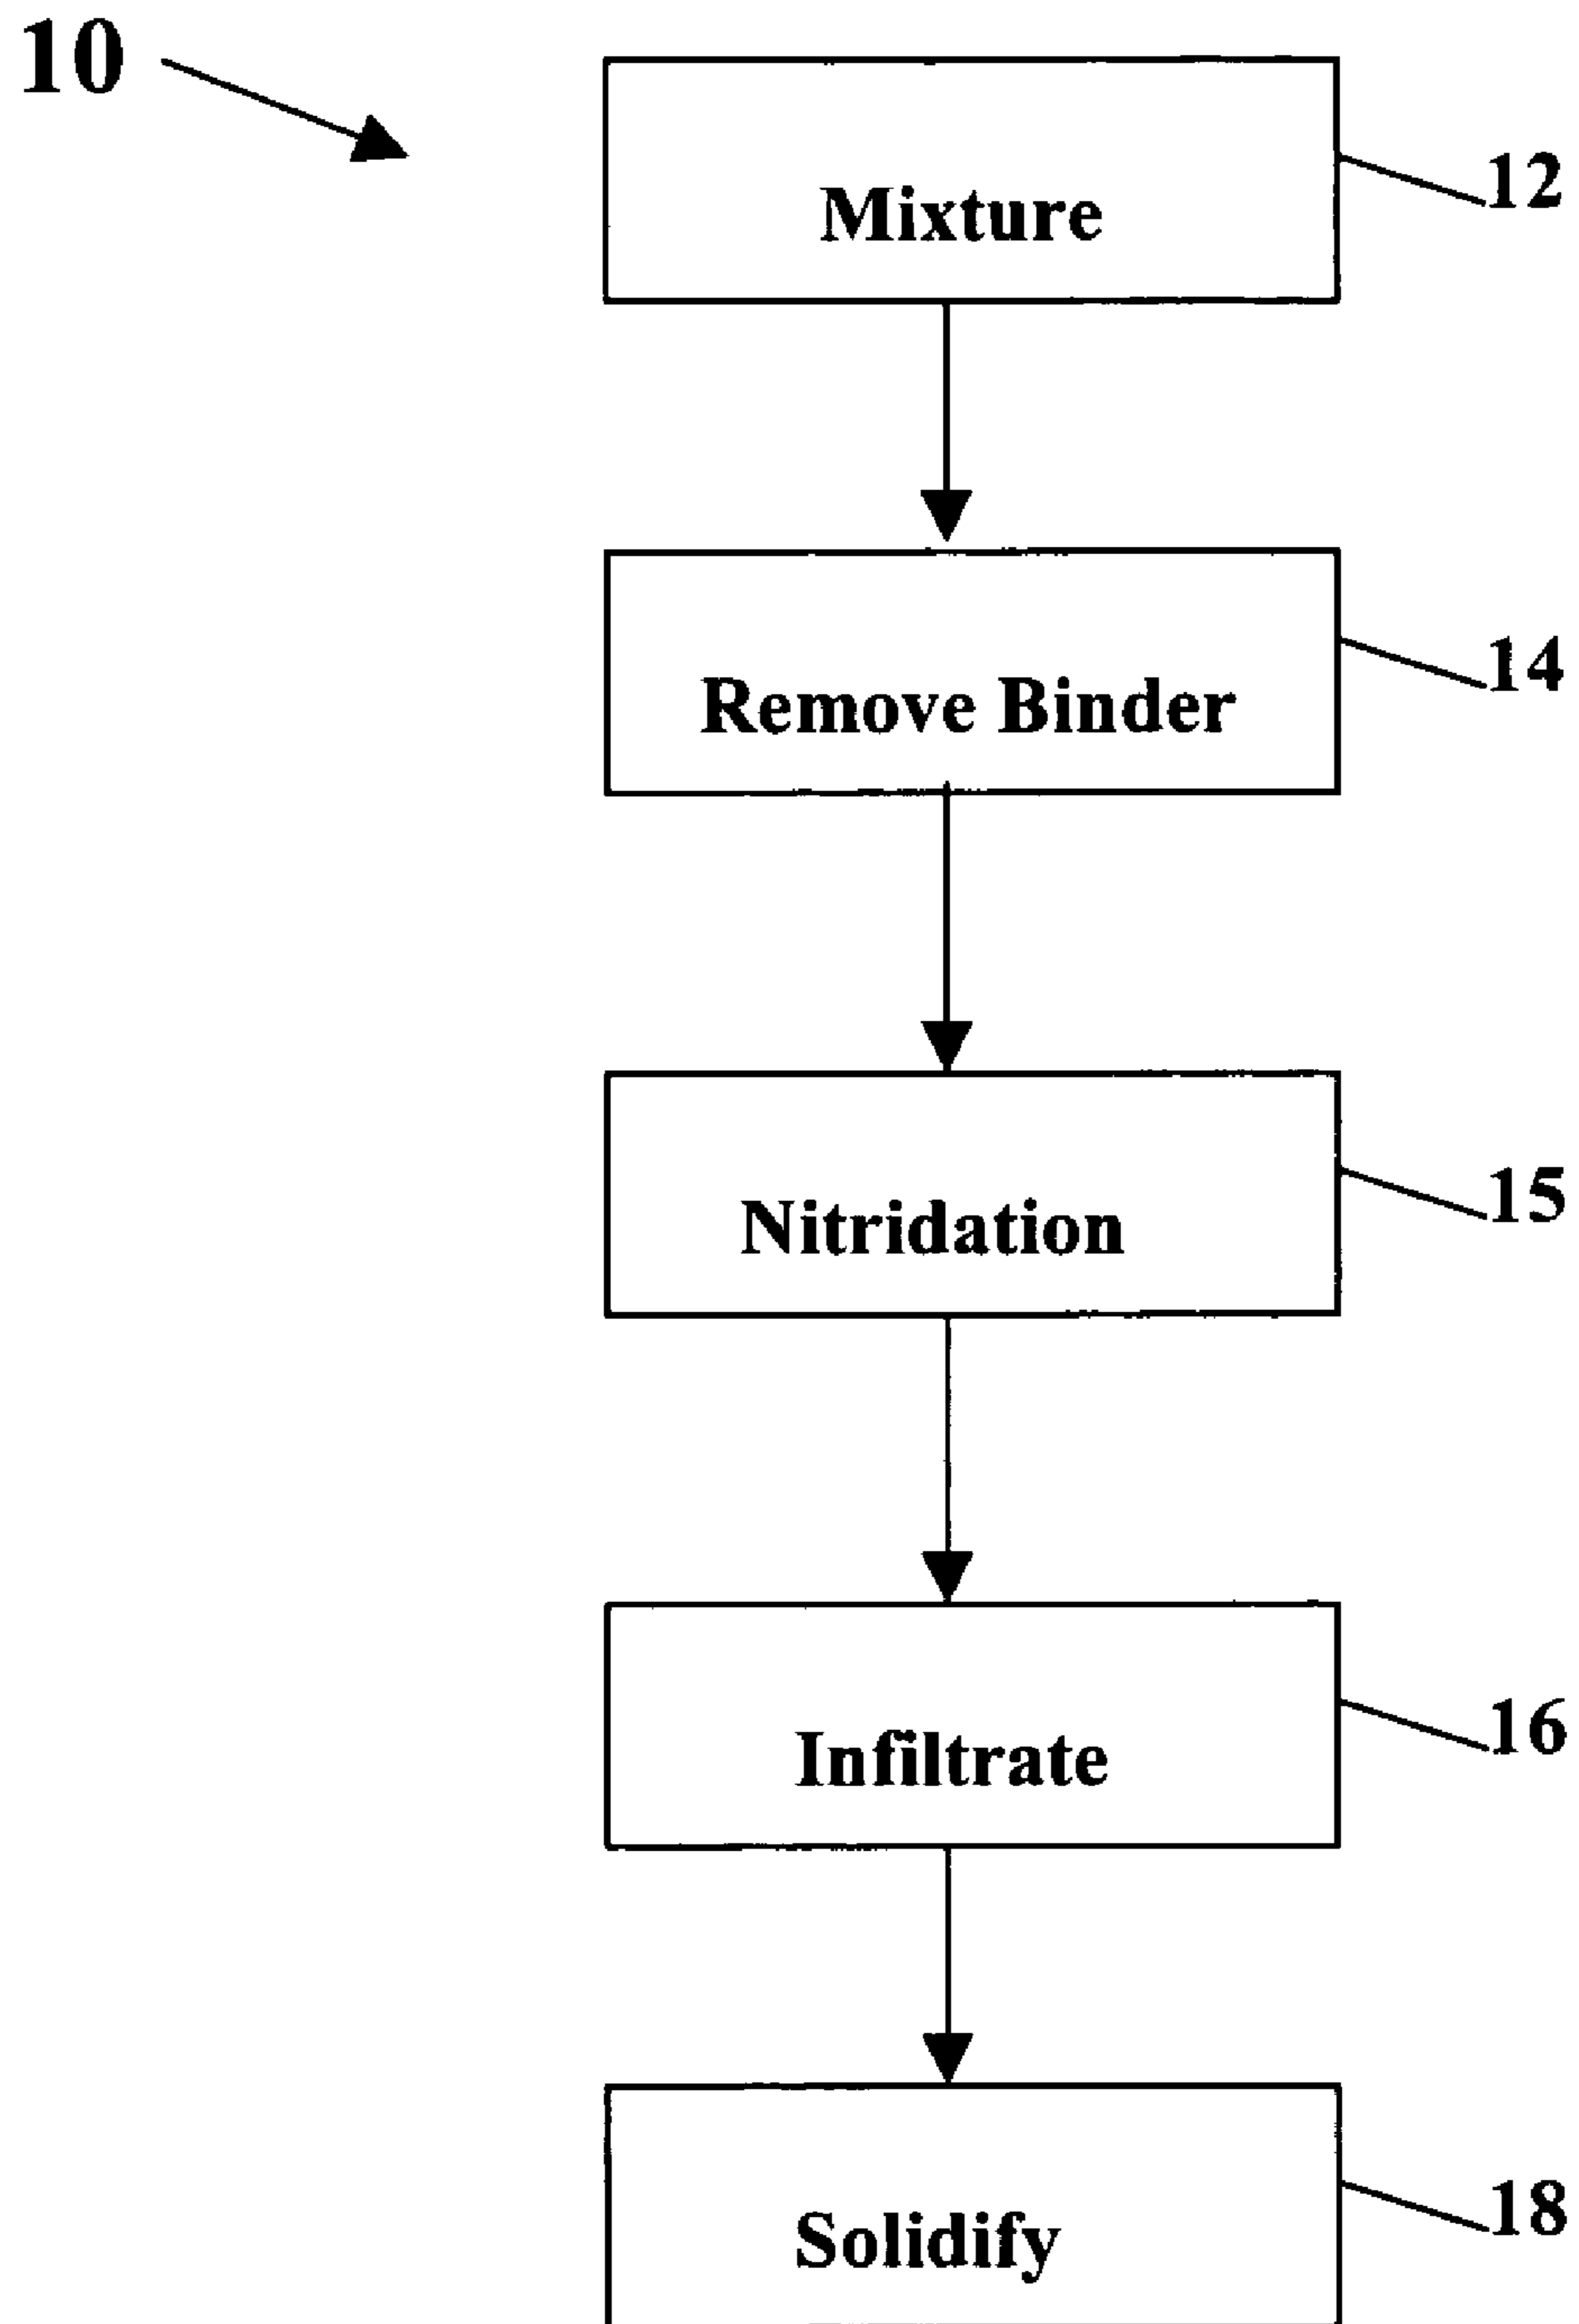 10
Mixture
12
Remove Binder
14
Nitridation
15
Infiltrate
16
Solidify
18